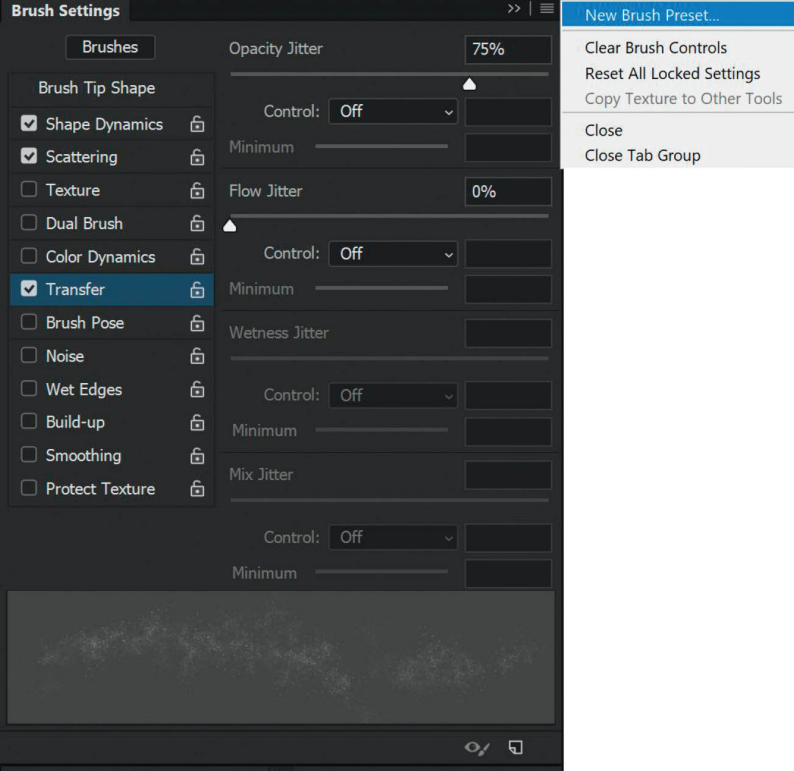 Brush Settings
Brushes
Brush Tip Shape
Shape Dynamics
Scattering
Texture
Dual Brush
Color Dynamics
Transfer
Brush Pose
Noise
Wet Edges
Build-up
Smoothing
Protect Texture
Opacity Jitter 75%
Control: Off
Minimum
Flow Jitter 0%
Control: Off
Minimum
Wetness Jitter
Control: Off
Minimum
Mix Jitter
Control: Off
Minimum
New Brush Preset...
Clear Brush Controls
Reset All Locked Settings
Copy Texture to Other Tools
Close
Close Tab Group